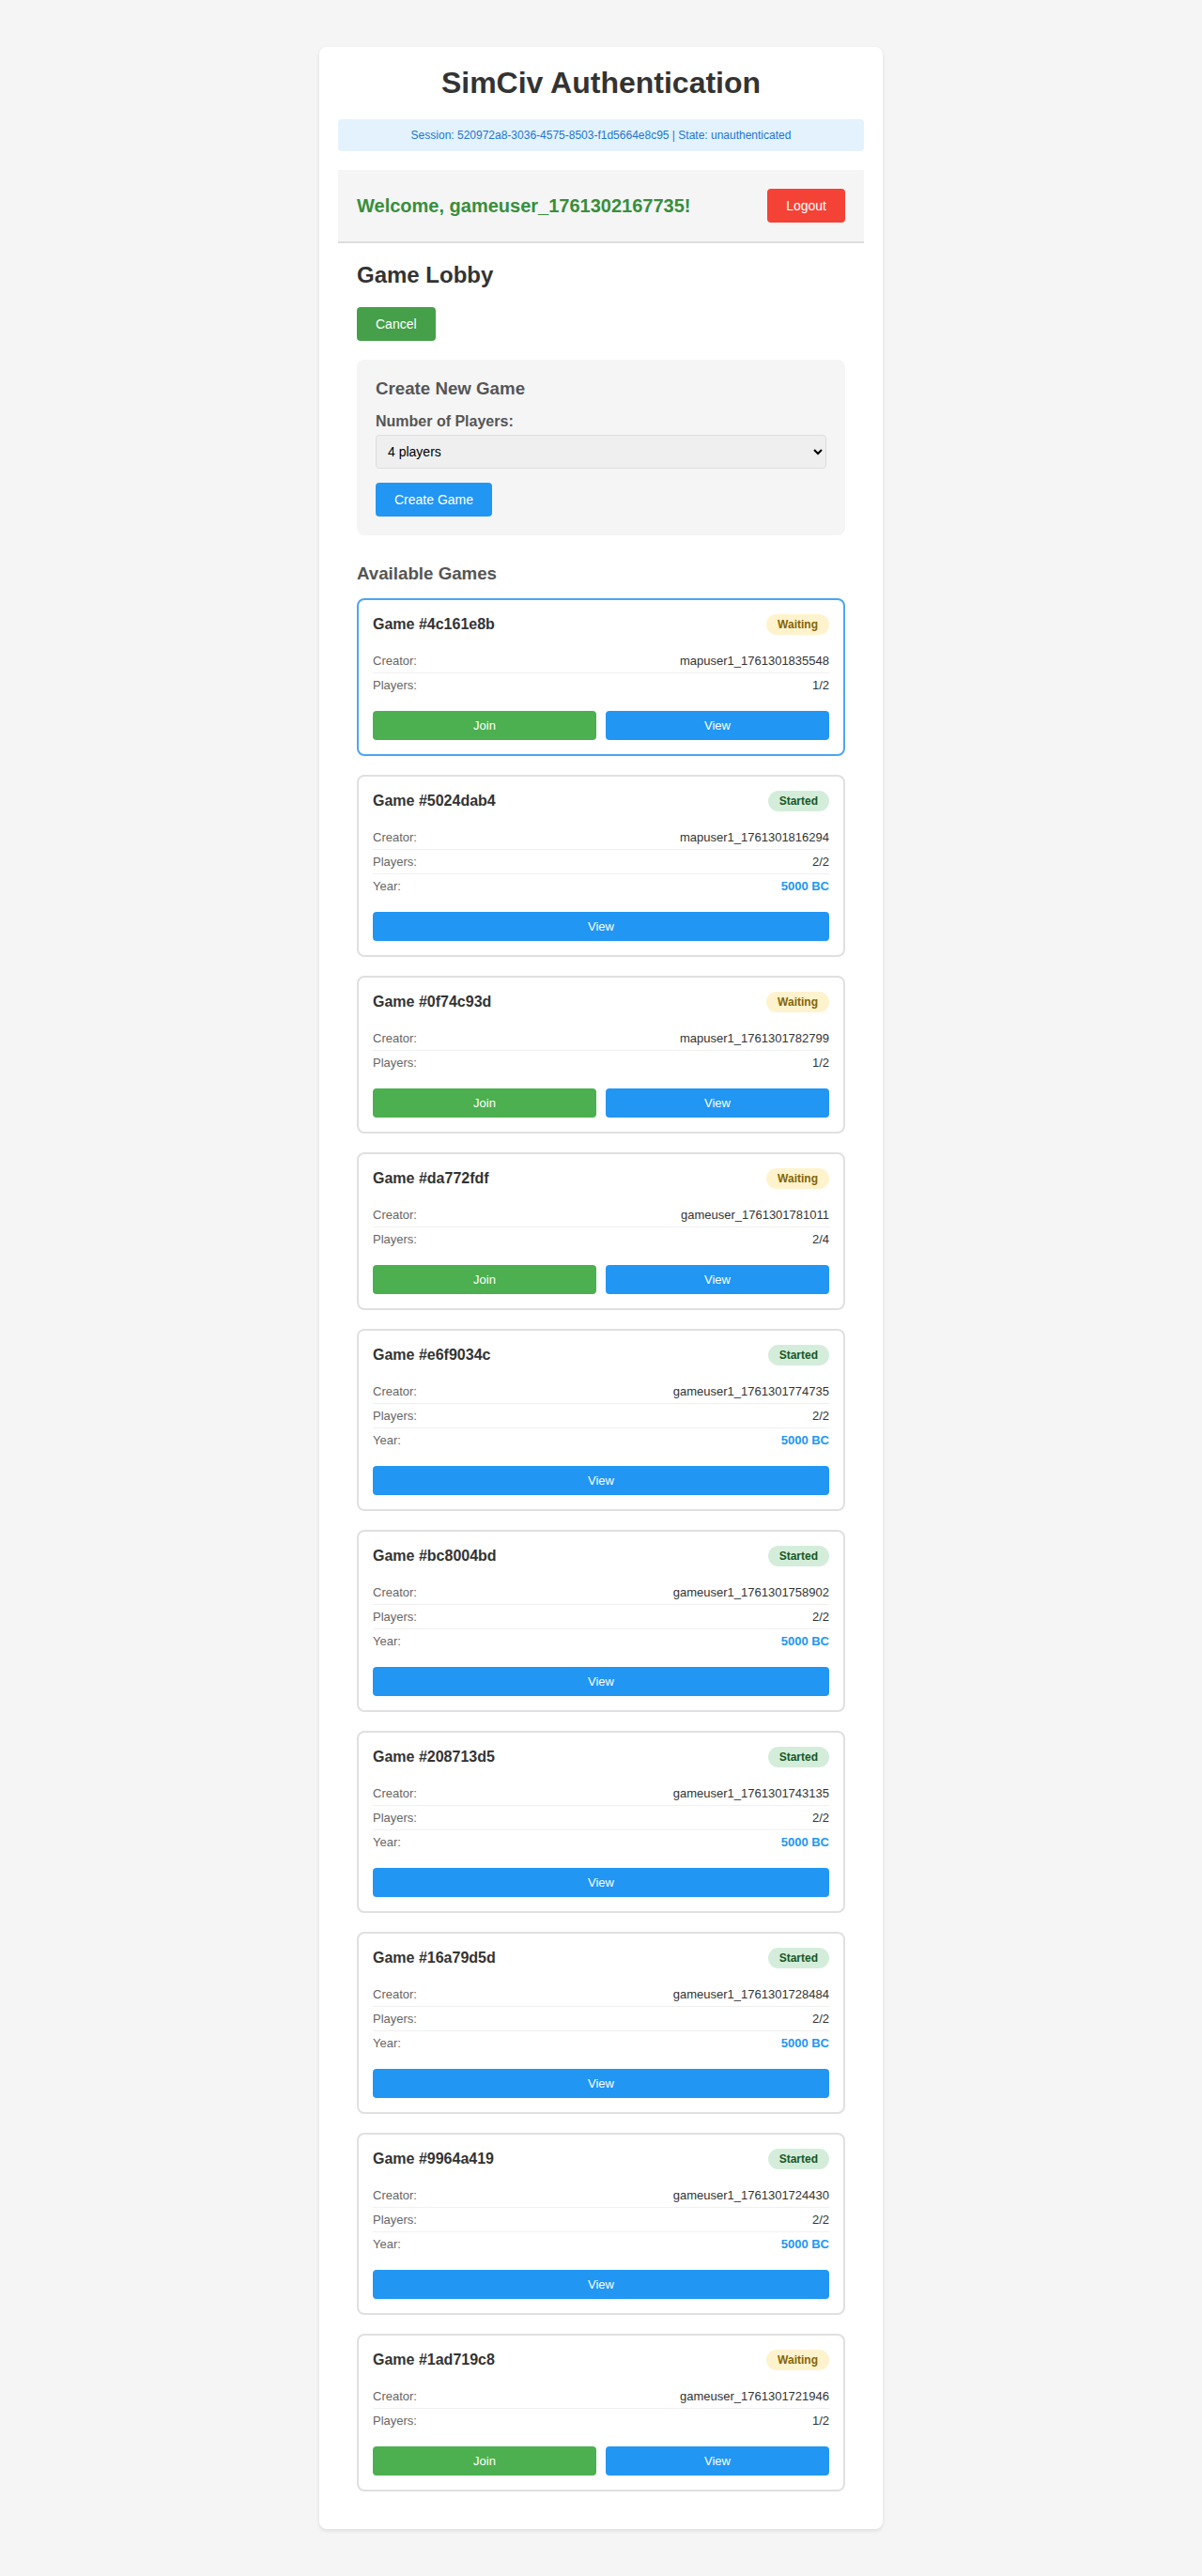 SimCiv Authentication
Session: 520972a8-3036-4575-8503-f1d5664e8c95 | State: unauthenticated
Welcome, gameuser_1761302167735!
Logout
Game Lobby
Cancel
Create New Game
Number of Players:
4 players
Create Game
Available Games
Game #4c161e8b
Waiting
Creator: mapuser1_1761301835548
Players: 1/2
Join View
Game #5024dab4
Started
Creator: mapuser1_1761301816294
Players: 2/2
Year: 5000 BC
View
Game #0f74c93d
Waiting
Creator: mapuser1_1761301782799
Players: 1/2
Join View
Game #da772fdf
Waiting
Creator: gameuser_1761301781011
Players: 2/4
Join View
Game #e6f9034c
Started
Creator: gameuser1_1761301774735
Players: 2/2
Year: 5000 BC
View
Game #bc8004bd
Started
Creator: gameuser1_1761301758902
Players: 2/2
Year: 5000 BC
View
Game #208713d5
Started
Creator: gameuser1_1761301743135
Players: 2/2
Year: 5000 BC
View
Game #16a79d5d
Started
Creator: gameuser1_1761301728484
Players: 2/2
Year: 5000 BC
View
Game #9964a419
Started
Creator: gameuser1_1761301724430
Players: 2/2
Year: 5000 BC
View
Game #1ad719c8
Waiting
Creator: gameuser_1761301721946
Players: 1/2
Join View